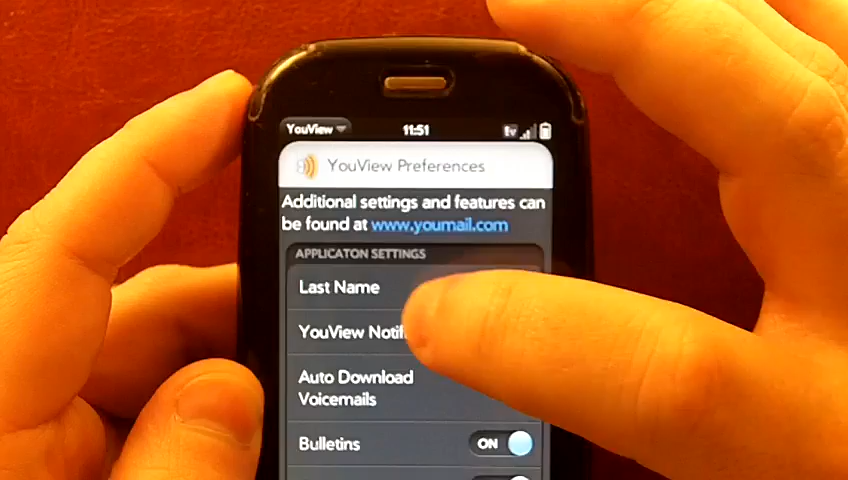 YouView 11:51 Ev
YouView Preferences
Additional settings and features can
be found at www.youmail.com
APPLICATON SETTINGS
Last Name
YouView
Auto Download
Voicemails
Bulletins ON